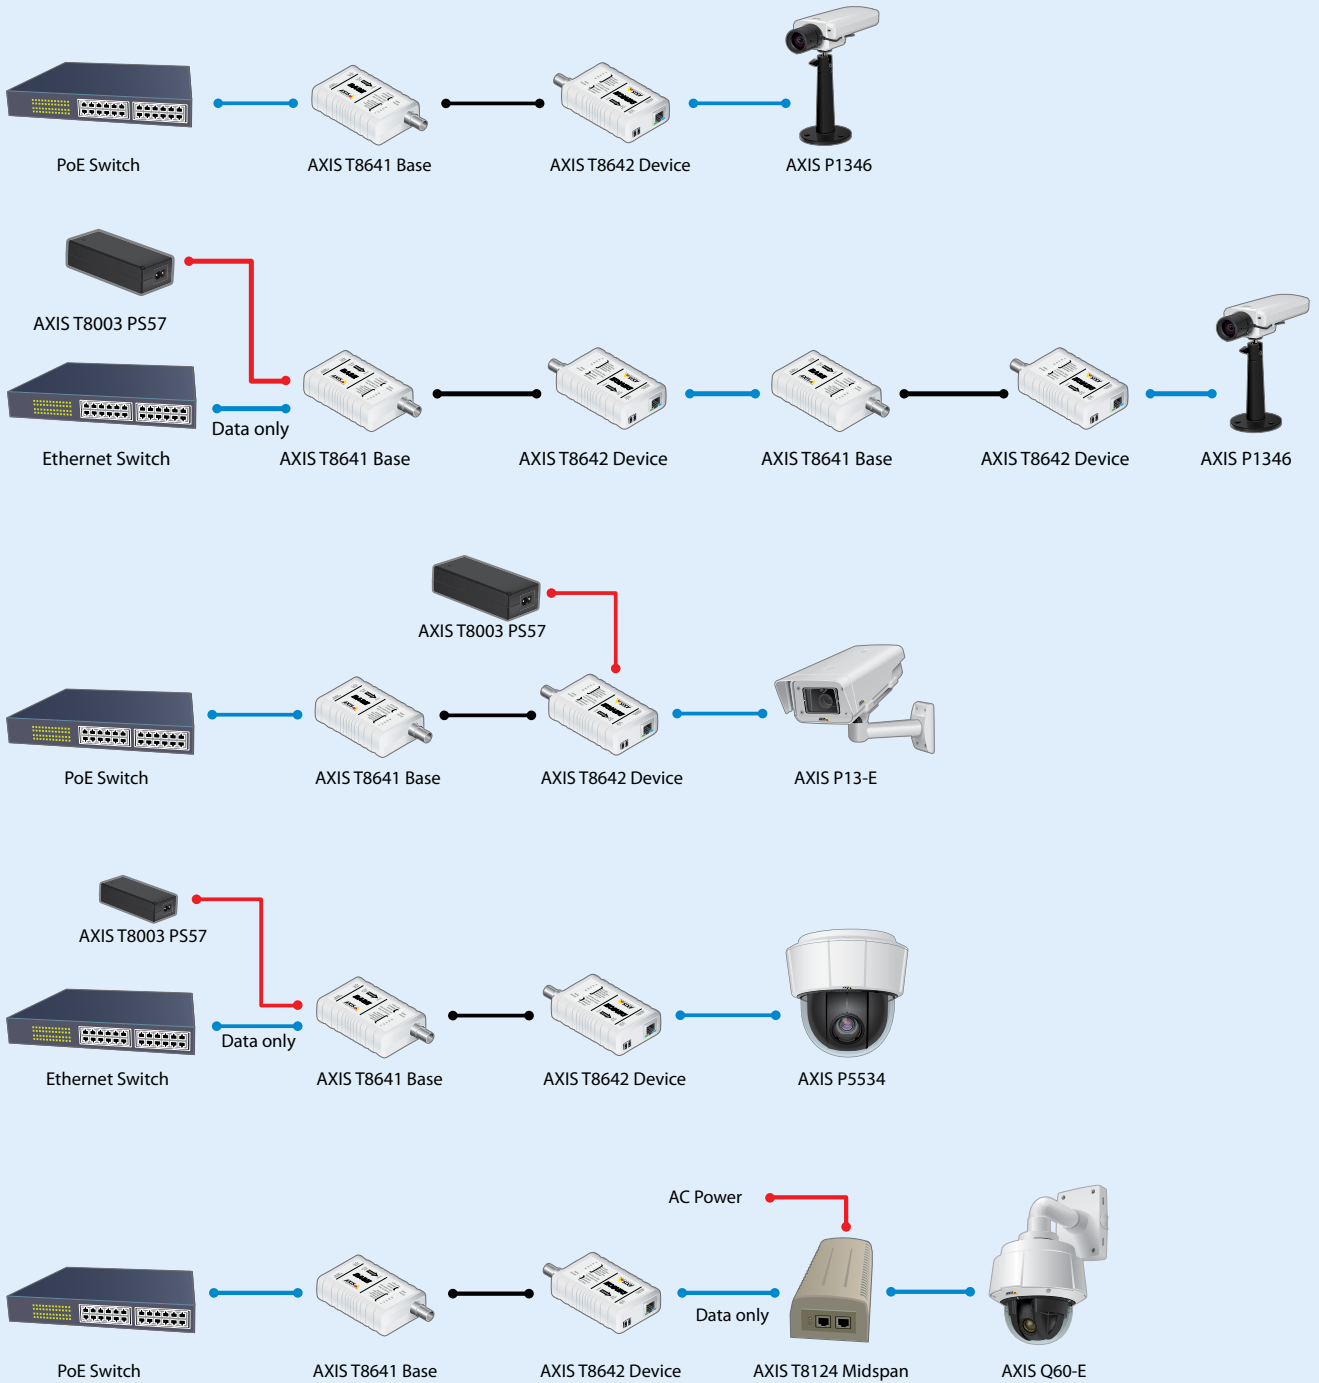 PoE Switch
AXIS T8641 Base
AXIS T8642 Device
AXIS P1346
AXIS T8003 PS57
Data only
Ethernet Switch
AXIS T8641 Base
AXIS T8642 Device
AXIS T8641 Base
AXIS T8642 Device
AXIS P1346
AXIS T8003 PS57
PoE Switch
AXIS T8641 Base
AXIS T8642 Device
AXIS P13-E
AXIS T8003 PS57
Data only
Ethernet Switch
AXIS T8641 Base
AXIS T8642 Device
AXIS P5534
AC Power
Data only
PoE Switch
AXIS T8641 Base
AXIS T8642 Device
AXIS T8124 Midspan
AXIS Q60-E